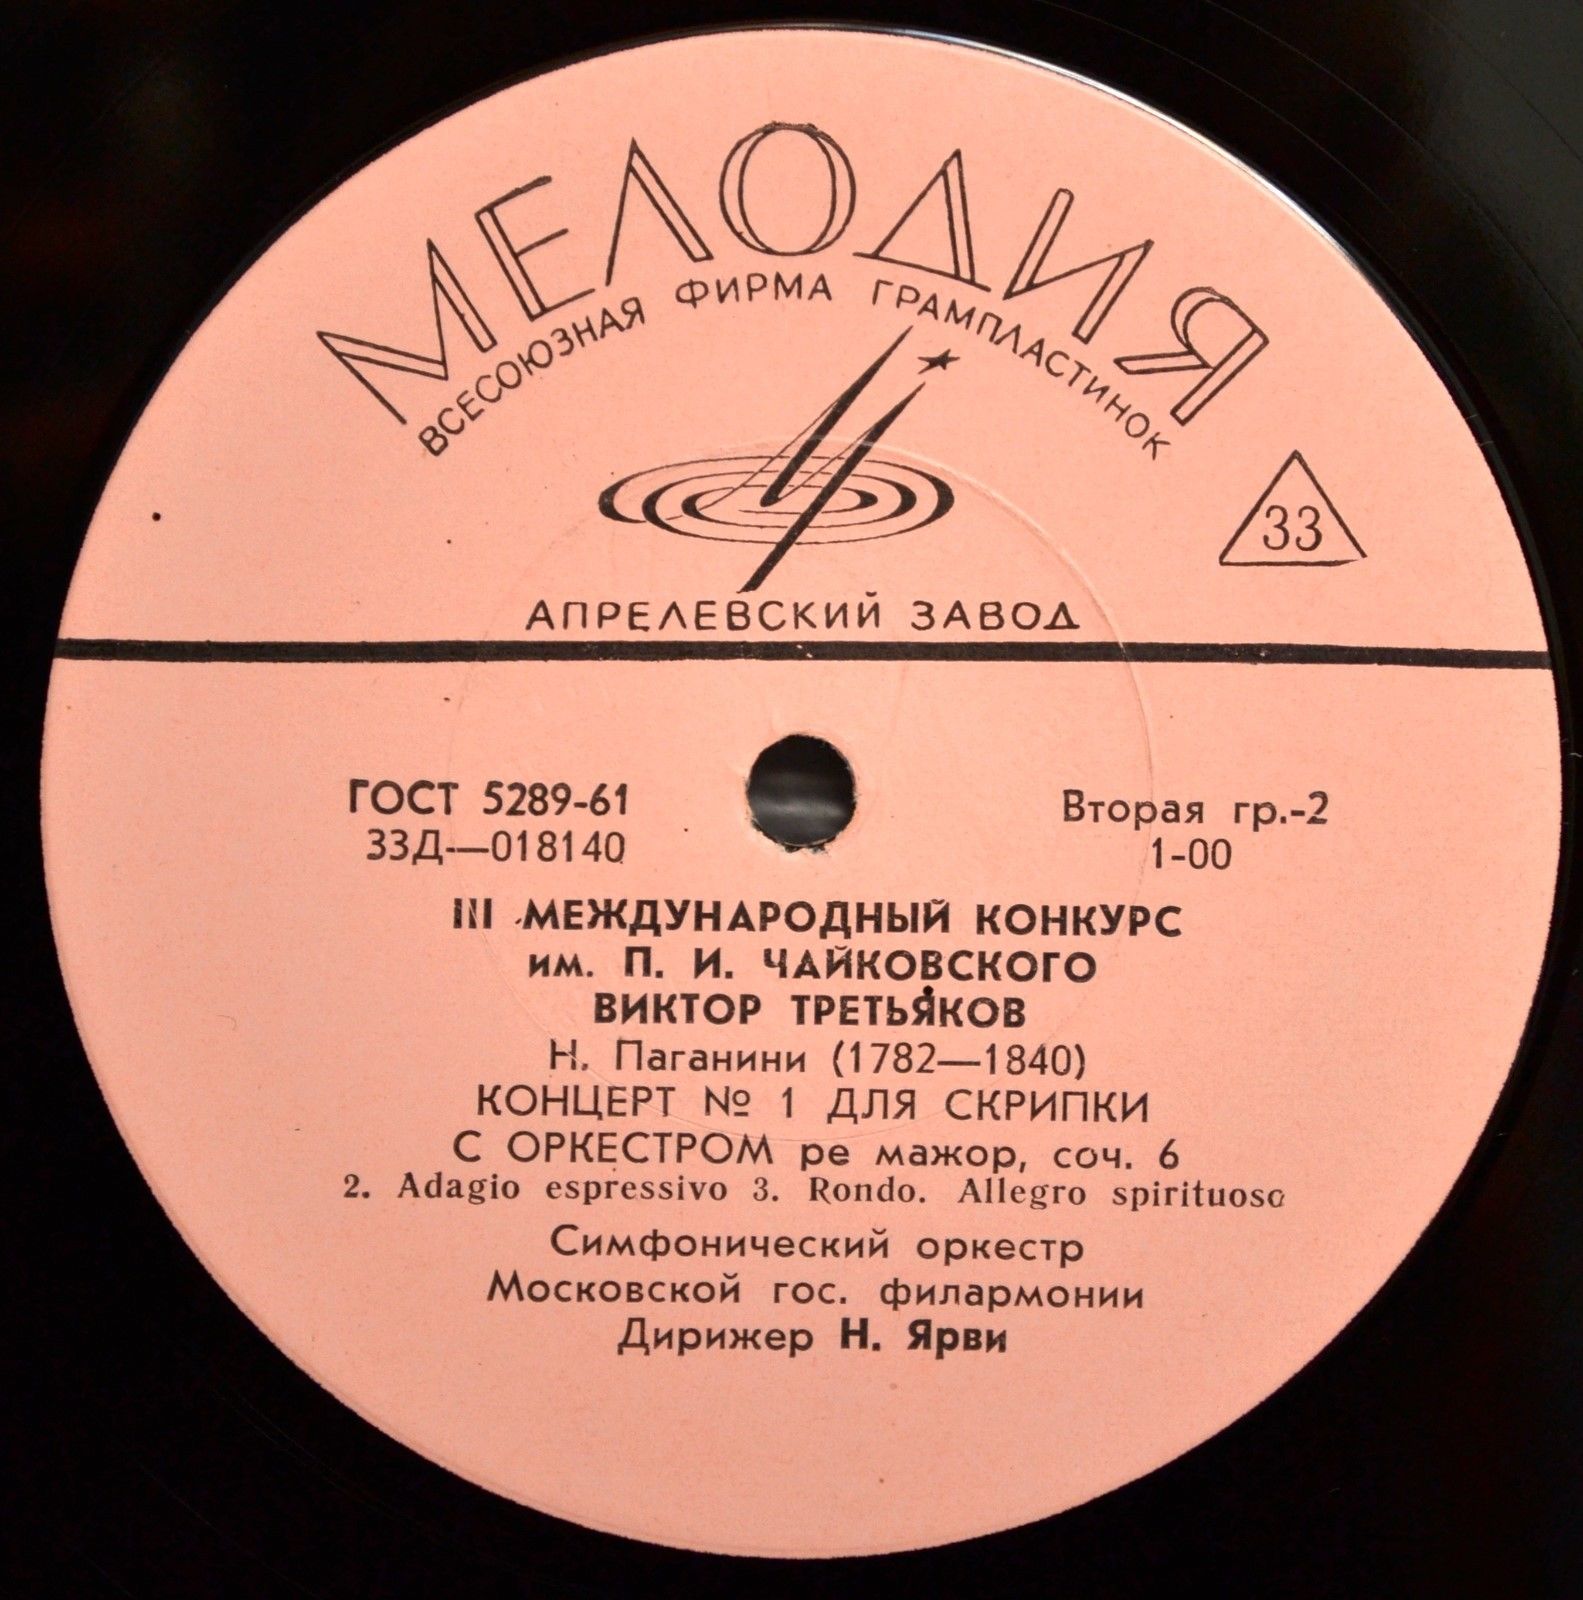 МЕЛОДИЯ
ВСЕСОЮЗНАЯ ФИРМА ГРАМПЛАСТИНОК
33
АПРЕЛЕВСКИЙ ЗАВОД
ГОСТ 5289-61
Вторая гр.-2
33Д—018140
1-00
III МЕЖДУНАРОДНЫЙ КОНКУРС
им. П. И. ЧАЙКОВСКОГО
ВИКТОР ТРЕТЬЯКОВ
Н. Паганини (1782—1840)
КОНЦЕРТ № 1 ДЛЯ СКРИПКИ
С ОРКЕСТРОМ ре мажор, соч. 6
2. Adagio espressivo 3. Rondo. Allegro spirituoso
Симфонический оркестр
Московской гос. филармонии
Дирижер Н. Ярви